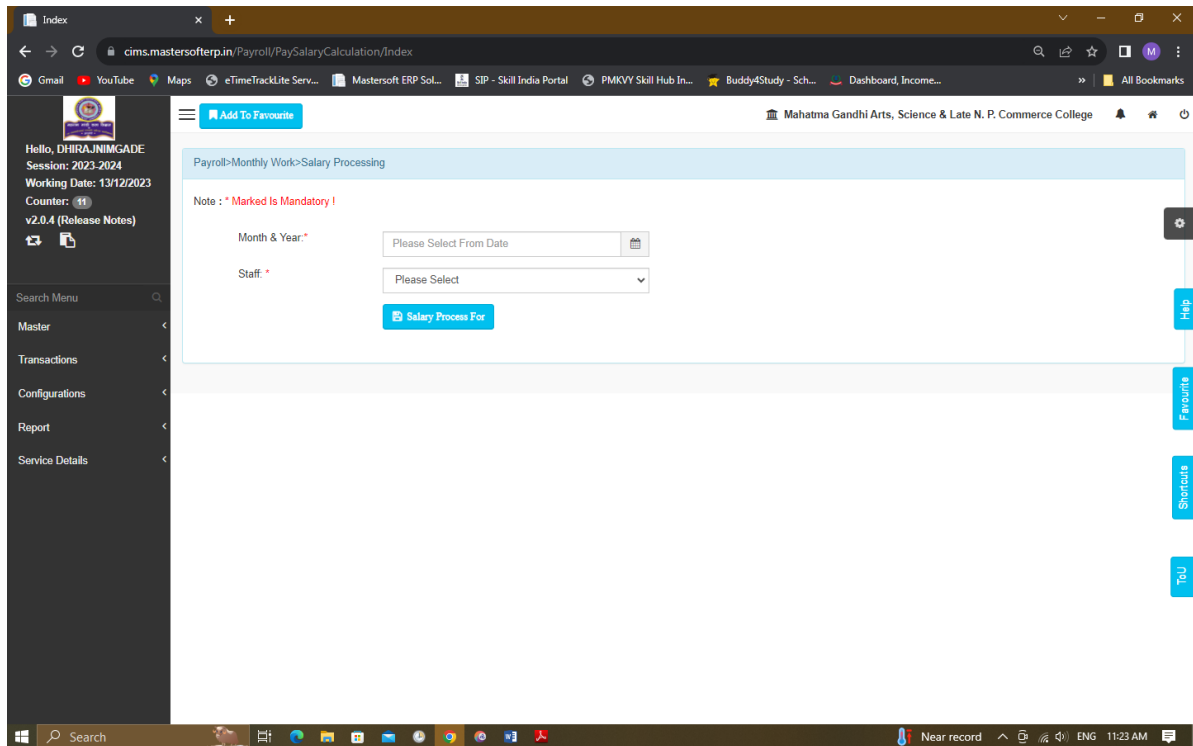 Index
cims.mastersofterp.in/Payroll/PaySalaryCalculation/Index
M
Gmail YouTube Maps eTimeTrackLite Serv... Mastersoft ERP Sol... SIP - Skill India Portal PMKVY Skill Hub In... Buddy4Study - Sch... Dashboard, Income... » All Bookmarks
Add To Favourite
Mahatma Gandhi Arts, Science & Late N. P. Commerce College
Hello, DHIRAJNIMGADE
Session: 2023-2024
Working Date: 13/12/2023
Counter: 11
v2.0.4 (Release Notes)
Search Menu
Master
Transactions
Configurations
Report
Service Details
Payroll>Monthly Work>Salary Processing
Note : * Marked Is Mandatory !
Month & Year:*
Please Select From Date
Staff: *
Please Select
Salary Process For
Help
Favourite
Shortcuts
ToU
Search
Near record
ENG 11:23 AM